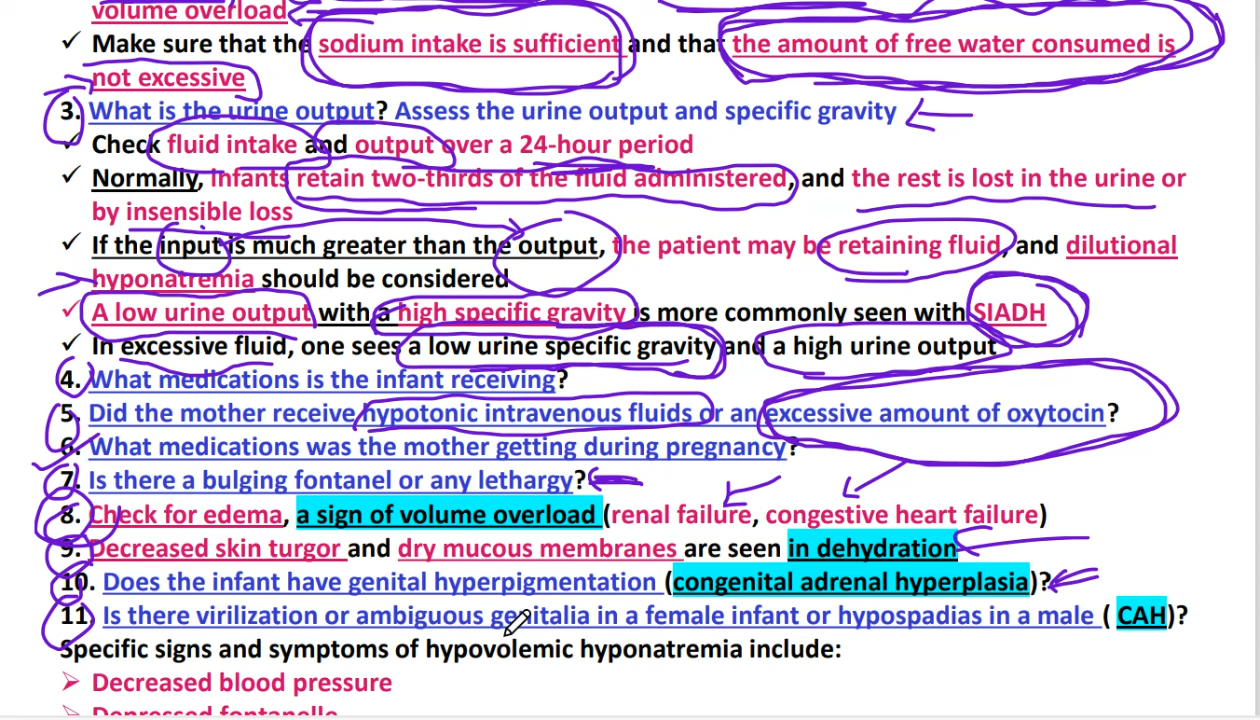 volume overload
✓ Make sure that the sodium intake is sufficient and that the amount of free water consumed is
not excessive
3. What is the urine output? Assess the urine output and specific gravity
✓ Check fluid intake and output over a 24-hour period
✓ Normally, infants retain two-thirds of the fluid administered, and the rest is lost in the urine or
by insensible loss
✓ If the input is much greater than the output, the patient may be retaining fluid, and dilutional
hyponatremia should be considered
✓ A low urine output with a high specific gravity is more commonly seen with SIADH
✓ In excessive fluid, one sees a low urine specific gravity and a high urine output
4. What medications is the infant receiving?
5. Did the mother receive hypotonic intravenous fluids or an excessive amount of oxytocin?
6. What medications was the mother getting during pregnancy?
7. Is there a bulging fontanel or any lethargy?
8. Check for edema, a sign of volume overload (renal failure, congestive heart failure)
9. Decreased skin turgor and dry mucous membranes are seen in dehydration
10. Does the infant have genital hyperpigmentation (congenital adrenal hyperplasia)?
11. Is there virilization or ambiguous genitalia in a female infant or hypospadias in a male ( CAH)?
Specific signs and symptoms of hypovolemic hyponatremia include:
➢ Decreased blood pressure
➢ Depressed fontanelle